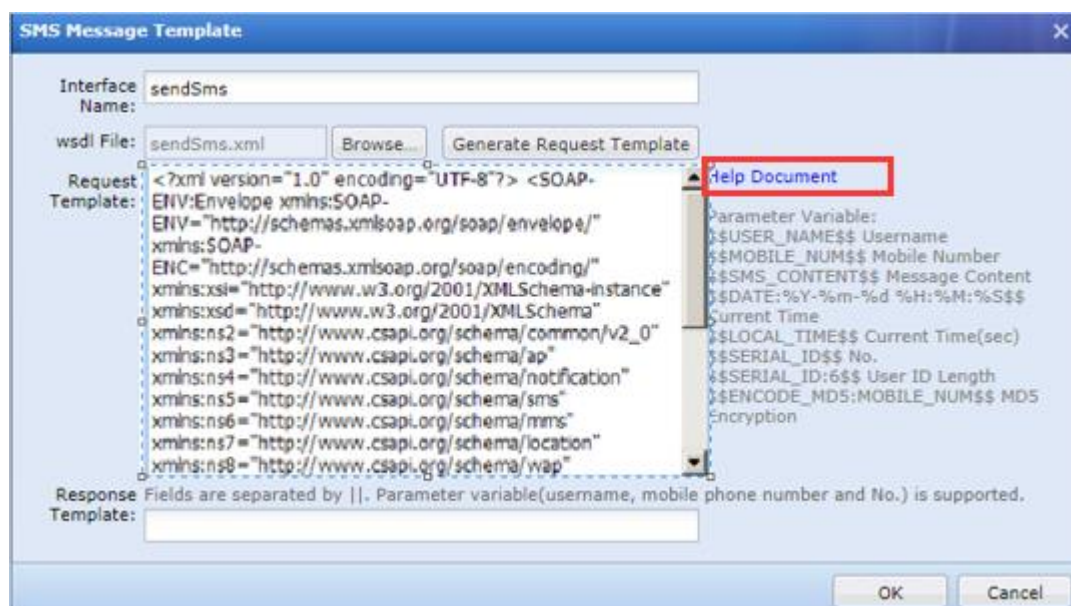 SMS Message Template
Interface Name:
sendSms
wsdl File:
sendSms.xml
Browse...
Generate Request Template
Request Template:
<?xml version="1.0" encoding="UTF-8"?> <SOAP-
ENV:Envelope xmlns:SOAP-
ENV="http://schemas.xmlsoap.org/soap/envelope/"
xmlns:SOAP-
ENC="http://schemas.xmlsoap.org/soap/encoding/"
xmlns:xsi="http://www.w3.org/2001/XMLSchema-instance"
xmlns:xsd="http://www.w3.org/2001/XMLSchema"
xmlns:ns2="http://www.csapi.org/schema/common/v2_0"
xmlns:ns3="http://www.csapi.org/schema/ap"
xmlns:ns4="http://www.csapi.org/schema/notification"
xmlns:ns5="http://www.csapi.org/schema/sms"
xmlns:ns6="http://www.csapi.org/schema/mms"
xmlns:ns7="http://www.csapi.org/schema/location"
xmlns:ns8="http://www.csapi.org/schema/wap"
Help Document
Parameter Variable:
$$USER_NAME$$ Username
$$MOBILE_NUM$$ Mobile Number
$$SMS_CONTENT$$ Message Content
$$DATE:%Y-%m-%d %H:%M:%S$$
Current Time
$$LOCAL_TIME$$ Current Time(sec)
$$SERIAL_ID$$ No.
$$SERIAL_ID:6$$ User ID Length
$$ENCODE_MD5:MOBILE_NUM$$ MD5
Encryption
Response Template:
Fields are separated by ||. Parameter variable(username, mobile phone number and No.) is supported.
OK
Cancel